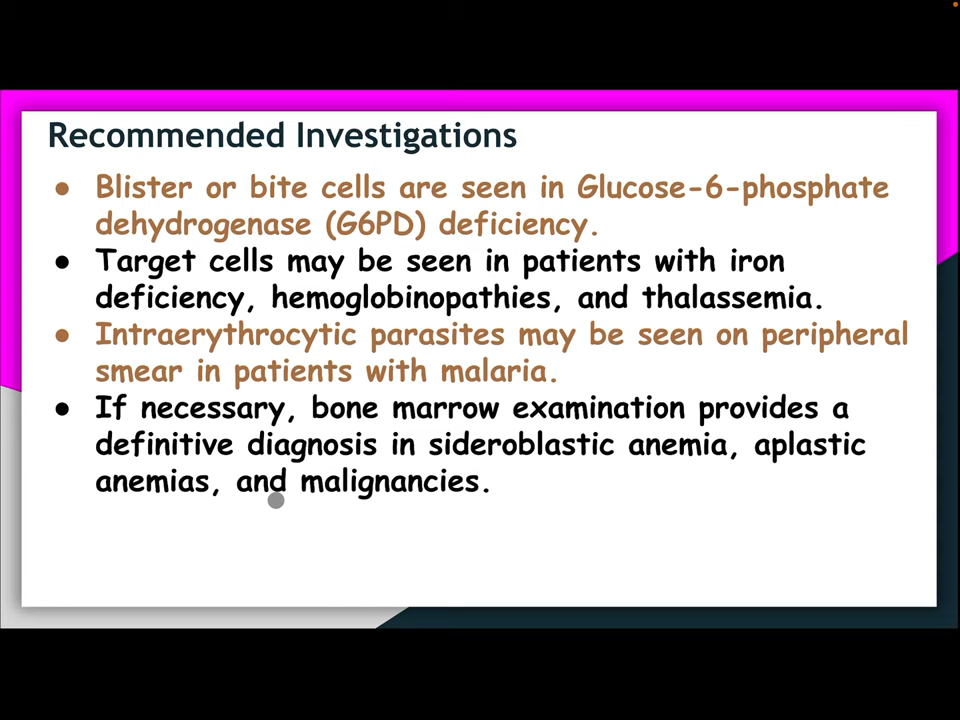 Recommended Investigations
● Blister or bite cells are seen in Glucose-6-phosphate
dehydrogenase (G6PD) deficiency.
● Target cells may be seen in patients with iron
deficiency, hemoglobinopathies, and thalassemia.
● Intraerythrocytic parasites may be seen on peripheral
smear in patients with malaria.
● If necessary, bone marrow examination provides a
definitive diagnosis in sideroblastic anemia, aplastic
anemias, and malignancies.